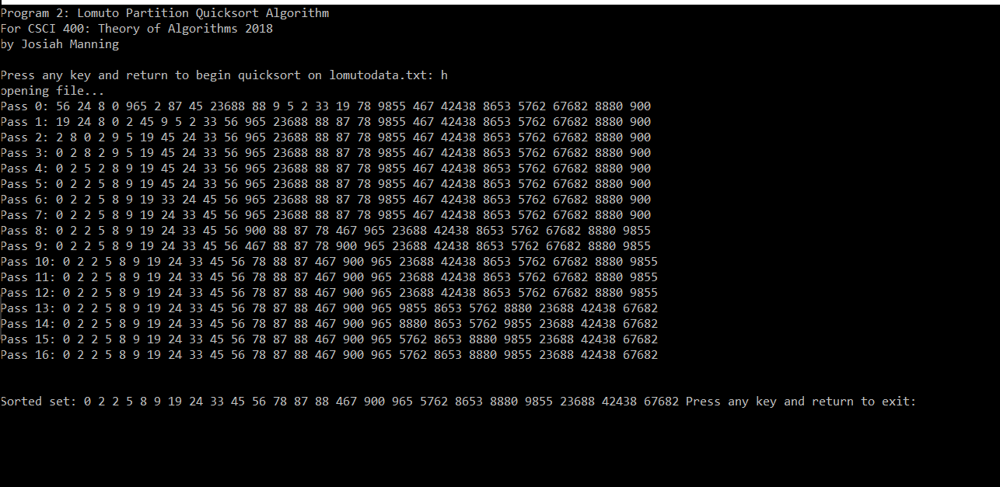 Program 2: Lomuto Partition Quicksort Algorithm
For CSCI 400: Theory of Algorithms 2018
by Josiah Manning
Press any key and return to begin quicksort on lomutodata.txt: h
opening file...
Pass 0: 56 24 8 0 965 2 87 45 23688 88 9 5 2 33 19 78 9855 467 42438 8653 5762 67682 8880 900
Pass 1: 19 24 8 0 2 45 9 5 2 33 56 965 23688 88 87 78 9855 467 42438 8653 5762 67682 8880 900
Pass 2: 2 8 0 2 9 5 19 45 24 33 56 965 23688 88 87 78 9855 467 42438 8653 5762 67682 8880 900
Pass 3: 0 2 8 2 9 5 19 45 24 33 56 965 23688 88 87 78 9855 467 42438 8653 5762 67682 8880 900
Pass 4: 0 2 5 2 8 9 19 45 24 33 56 965 23688 88 87 78 9855 467 42438 8653 5762 67682 8880 900
Pass 5: 0 2 2 5 8 9 19 45 24 33 56 965 23688 88 87 78 9855 467 42438 8653 5762 67682 8880 900
Pass 6: 0 2 2 5 8 9 19 33 24 45 56 965 23688 88 87 78 9855 467 42438 8653 5762 67682 8880 900
Pass 7: 0 2 2 5 8 9 19 24 33 45 56 965 23688 88 87 78 9855 467 42438 8653 5762 67682 8880 900
Pass 8: 0 2 2 5 8 9 19 24 33 45 56 900 88 87 78 467 965 23688 42438 8653 5762 67682 8880 9855
Pass 9: 0 2 2 5 8 9 19 24 33 45 56 467 88 87 78 900 965 23688 42438 8653 5762 67682 8880 9855
Pass 10: 0 2 2 5 8 9 19 24 33 45 56 78 88 87 467 900 965 23688 42438 8653 5762 67682 8880 9855
Pass 11: 0 2 2 5 8 9 19 24 33 45 56 78 88 87 467 900 965 23688 42438 8653 5762 67682 8880 9855
Pass 12: 0 2 2 5 8 9 19 24 33 45 56 78 87 88 467 900 965 23688 42438 8653 5762 67682 8880 9855
Pass 13: 0 2 2 5 8 9 19 24 33 45 56 78 87 88 467 900 965 9855 8653 5762 8880 23688 42438 67682
Pass 14: 0 2 2 5 8 9 19 24 33 45 56 78 87 88 467 900 965 8880 8653 5762 9855 23688 42438 67682
Pass 15: 0 2 2 5 8 9 19 24 33 45 56 78 87 88 467 900 965 5762 8653 8880 9855 23688 42438 67682
Pass 16: 0 2 2 5 8 9 19 24 33 45 56 78 87 88 467 900 965 5762 8653 8880 9855 23688 42438 67682
Sorted set: 0 2 2 5 8 9 19 24 33 45 56 78 87 88 467 900 965 5762 8653 8880 9855 23688 42438 67682 Press any key and return to exit: